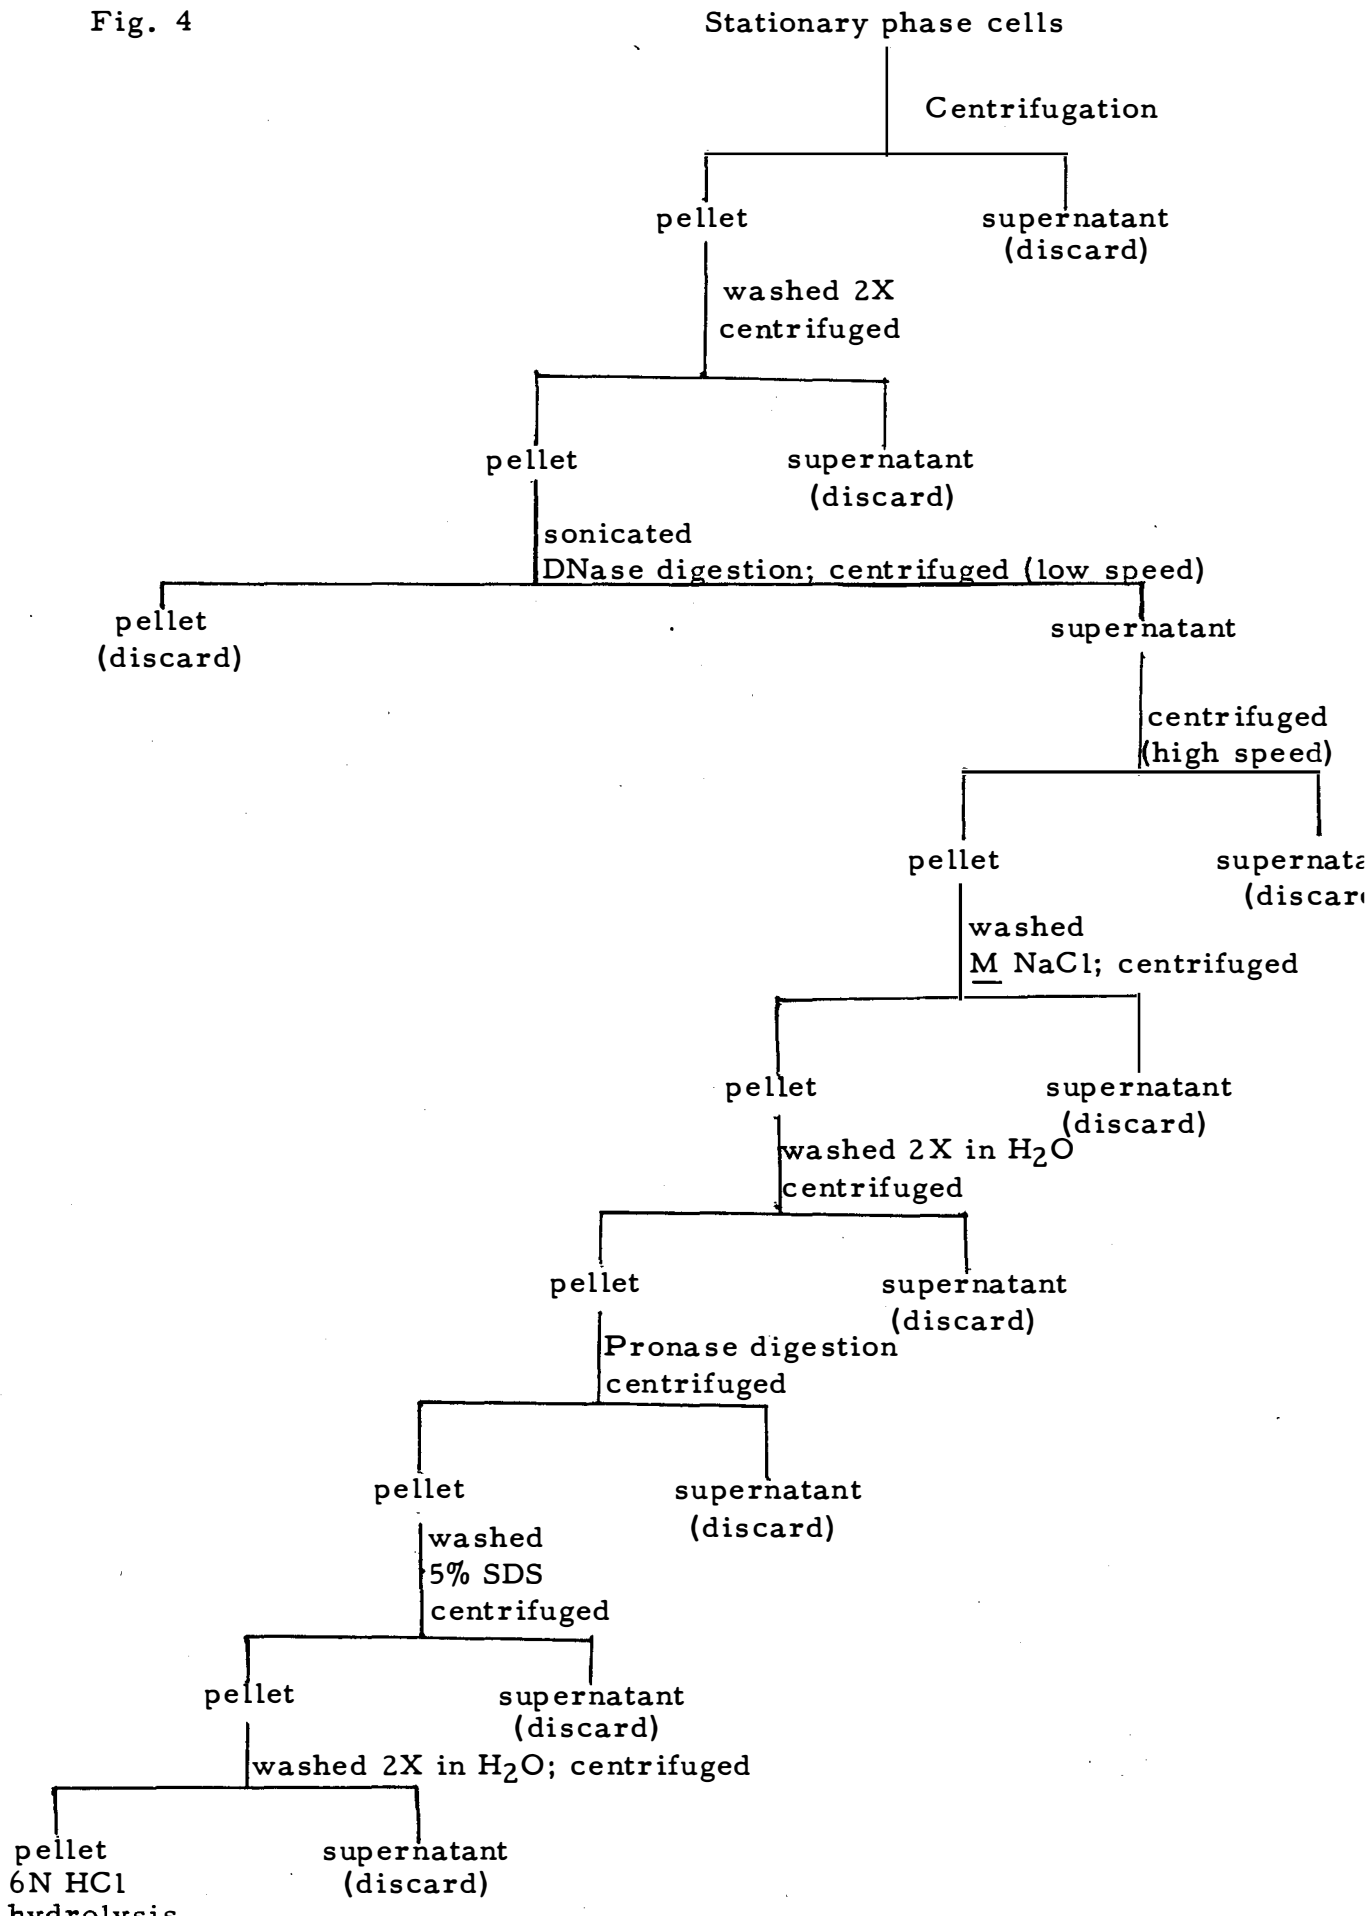 Fig. 4
Stationary phase cells
Centrifugation
pellet
supernatant
(discard)
washed 2X
centrifuged
pellet
supernatant
(discard)
sonicated
DNase digestion; centrifuged (low speed)
pellet
(discard)
supernatant
centrifuged
(high speed)
pellet
supernata
(discar
washed
M NaCl; centrifuged
pellet
supernatant
(discard)
washed 2X in H2O
centrifuged
pellet
supernatant
(discard)
Pronase digestion
centrifuged
pellet
supernatant
(discard)
washed
5% SDS
centrifuged
pellet
supernatant
(discard)
washed 2X in H2O; centrifuged
pellet
6N HCl
hydrolysis
supernatant
(discard)